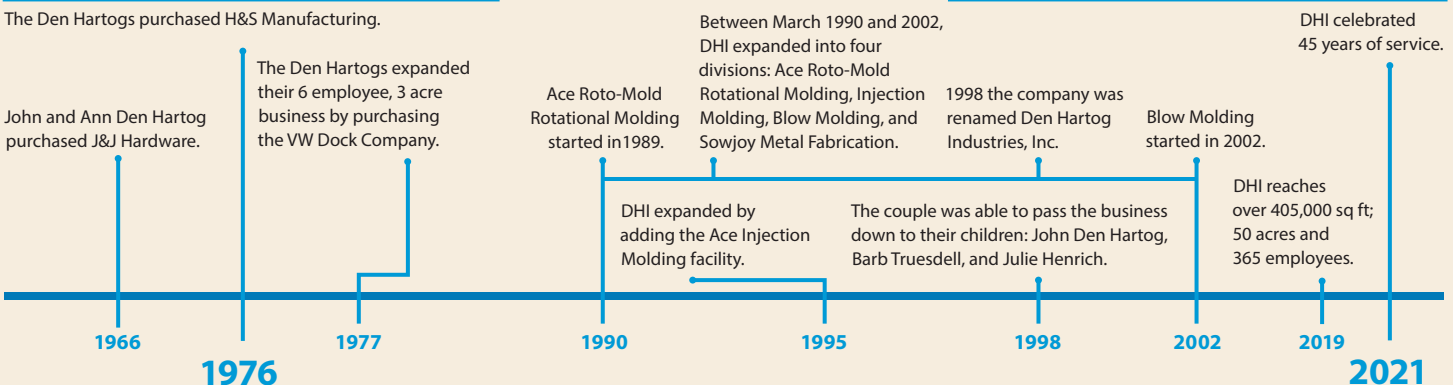 The Den Hartogs purchased H&S Manufacturing.
John and Ann Den Hartog
purchased J&J Hardware.
The Den Hartogs expanded
their 6 employee, 3 acre
business by purchasing
the VW Dock Company.
Ace Roto-Mold
Rotational Molding
started in1989.
Between March 1990 and 2002,
DHI expanded into four
divisions: Ace Roto-Mold
Rotational Molding, Injection
Molding, Blow Molding, and
Sowjoy Metal Fabrication.
1998 the company was
renamed Den Hartog
Industries, Inc.
Blow Molding
started in 2002.
DHI celebrated
45 years of service.
DHI expanded by
adding the Ace Injection
Molding facility.
The couple was able to pass the business
down to their children: John Den Hartog,
Barb Truesdell, and Julie Henrich.
DHI reaches
over 405,000 sq ft;
50 acres and
365 employees.
1966
1976
1977
1990
1995
1998
2002
2019
2021